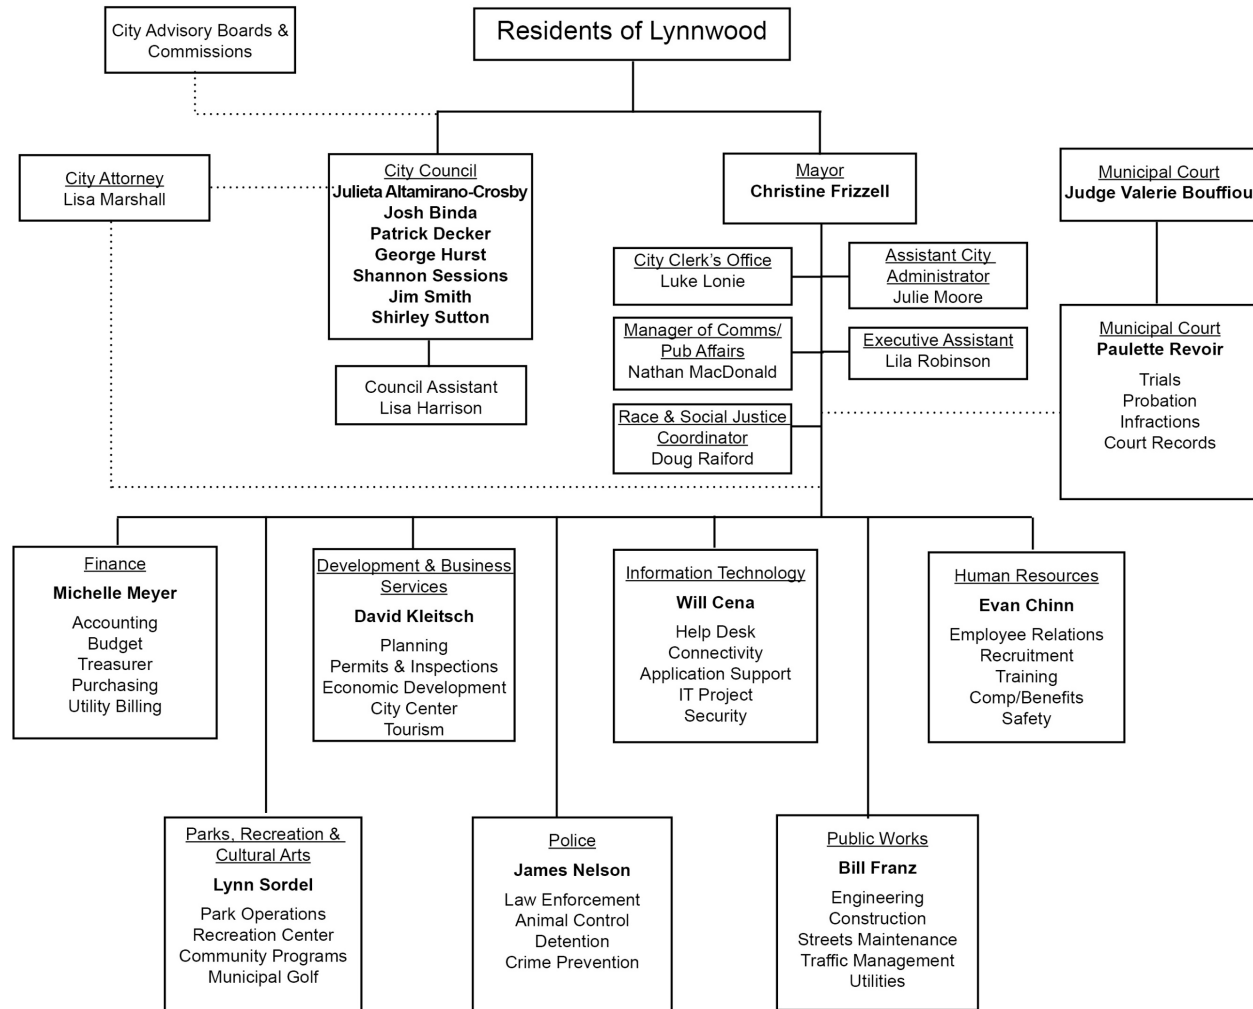 City Advisory Boards &
Commissions
Residents of Lynnwood
City Attorney
Lisa Marshall
City Council
Julieta Altamirano-Crosby
Josh Binda
Patrick Decker
George Hurst
Shannon Sessions
Jim Smith
Shirley Sutton
Mayor
Christine Frizzell
Municipal Court
Judge Valerie Bouffiou
City Clerk's Office
Luke Lonie
Assistant City
Administrator
Julie Moore
Manager of Comms/
Pub Affairs
Nathan MacDonald
Executive Assistant
Lila Robinson
Municipal Court
Paulette Revoir
Trials
Probation
Infractions
Court Records
Council Assistant
Lisa Harrison
Race & Social Justice
Coordinator
Doug Raiford
Finance
Michelle Meyer
Accounting
Budget
Treasurer
Purchasing
Utility Billing
Development & Business
Services
David Kleitsch
Planning
Permits & Inspections
Economic Development
City Center
Tourism
Information Technology
Will Cena
Help Desk
Connectivity
Application Support
IT Project
Security
Human Resources
Evan Chinn
Employee Relations
Recruitment
Training
Comp/Benefits
Safety
Parks, Recreation &
Cultural Arts
Lynn Sordel
Park Operations
Recreation Center
Community Programs
Municipal Golf
Police
James Nelson
Law Enforcement
Animal Control
Detention
Crime Prevention
Public Works
Bill Franz
Engineering
Construction
Streets Maintenance
Traffic Management
Utilities